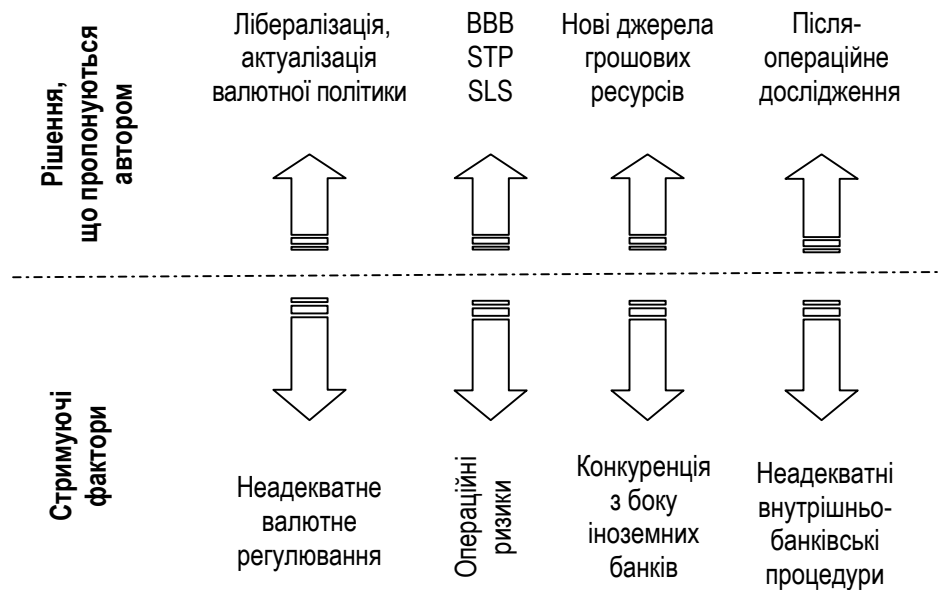 Рішення,
що пропонуються
автором
Лібералізація,
актуалізація
валютної політики
BBB
STP
SLS
Нові джерела
грошових
ресурсів
Після-
операційне
дослідження
Стримуючі
фактори
Неадекватне
валютне
регулювання
Операційні
ризики
Конкуренція
з боку
іноземних
банків
Неадекватні
внутрішньо-
банківські
процедури